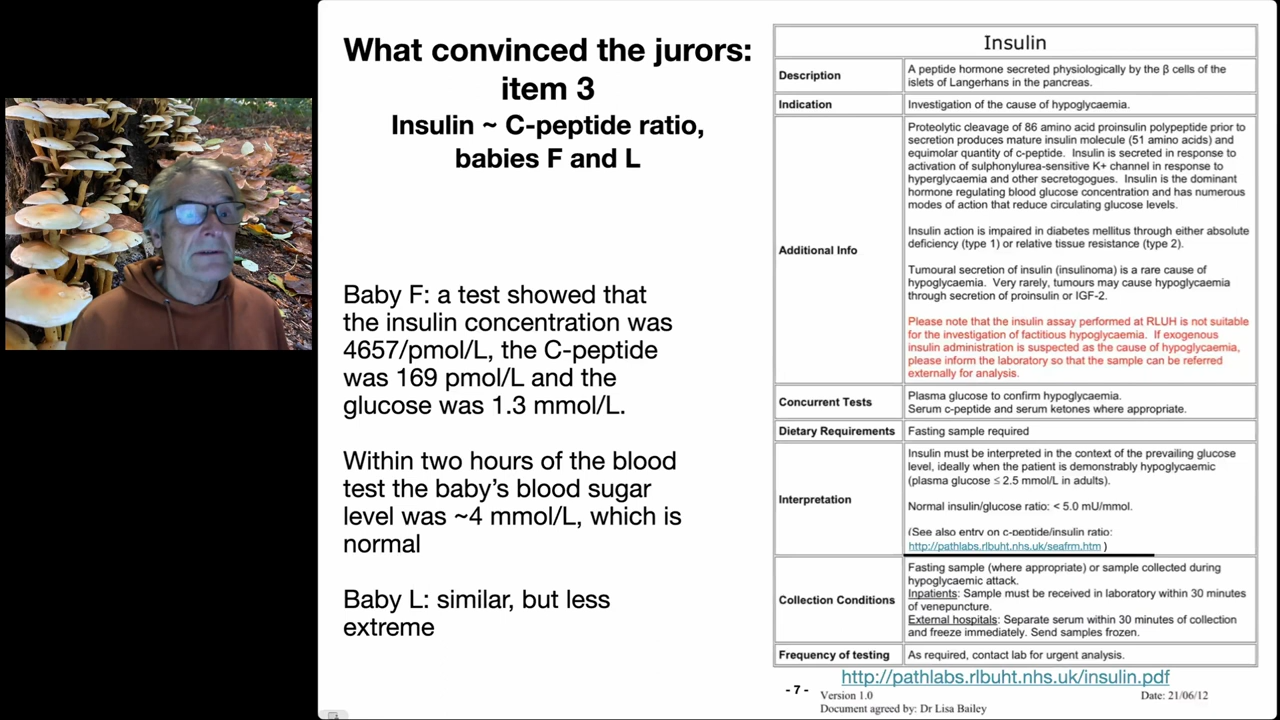 What convinced the jurors:
item 3
Insulin ~ C-peptide ratio,
babies F and L
Baby F: a test showed that
the insulin concentration was
4657/pmol/L, the C-peptide
was 169 pmol/L and the
glucose was 1.3 mmol/L.
Within two hours of the blood
test the baby’s blood sugar
level was ~4 mmol/L, which is
normal
Baby L: similar, but less
extreme
Insulin
Description
A peptide hormone secreted physiologically by the β cells of the
islets of Langerhans in the pancreas.
Indication
Investigation of the cause of hypoglycaemia.
Additional Info
Proteolytic cleavage of 86 amino acid proinsulin polypeptide prior to
secretion produces mature insulin molecule (51 amino acids) and
equimolar quantity of c-peptide. Insulin is secreted in response to
activation of sulphonylurea-sensitive K+ channel in response to
hyperglycaemia and other secretogogues. Insulin is the dominant
hormone regulating blood glucose concentration and has numerous
modes of action that reduce circulating glucose levels.
Insulin action is impaired in diabetes mellitus through either absolute
deficiency (type 1) or relative tissue resistance (type 2).
Tumoural secretion of insulin (insulinoma) is a rare cause of
hypoglycaemia. Very rarely, tumours may cause hypoglycaemia
through secretion of proinsulin or IGF-2.
Please note that the insulin assay performed at RLUH is not suitable
for the investigation of factitious hypoglycaemia. If exogenous
insulin administration is suspected as the cause of hypoglycaemia,
please inform the laboratory so that the sample can be referred
externally for analysis.
Concurrent Tests
Plasma glucose to confirm hypoglycaemia.
Serum c-peptide and serum ketones where appropriate.
Dietary Requirements
Fasting sample required
Interpretation
Insulin must be interpreted in the context of the prevailing glucose
level, ideally when the patient is demonstrably hypoglycaemic
(plasma glucose ≤ 2.5 mmol/L in adults).
Normal insulin/glucose ratio: < 5.0 mU/mmol.
(See also entry on c-peptide/insulin ratio:
http://pathlabs.rlbuht.nhs.uk/seafrm.htm )
Collection Conditions
Fasting sample (where appropriate) or sample collected during
hypoglycaemic attack.
Inpatients: Sample must be received in laboratory within 30 minutes
of venepuncture.
External hospitals: Separate serum within 30 minutes of collection
and freeze immediately. Send samples frozen.
Frequency of testing
As required, contact lab for urgent analysis.
http://pathlabs.rlbuht.nhs.uk/insulin.pdf
- 7 -
Version 1.0
Date: 21/06/12
Document agreed by: Dr Lisa Bailey